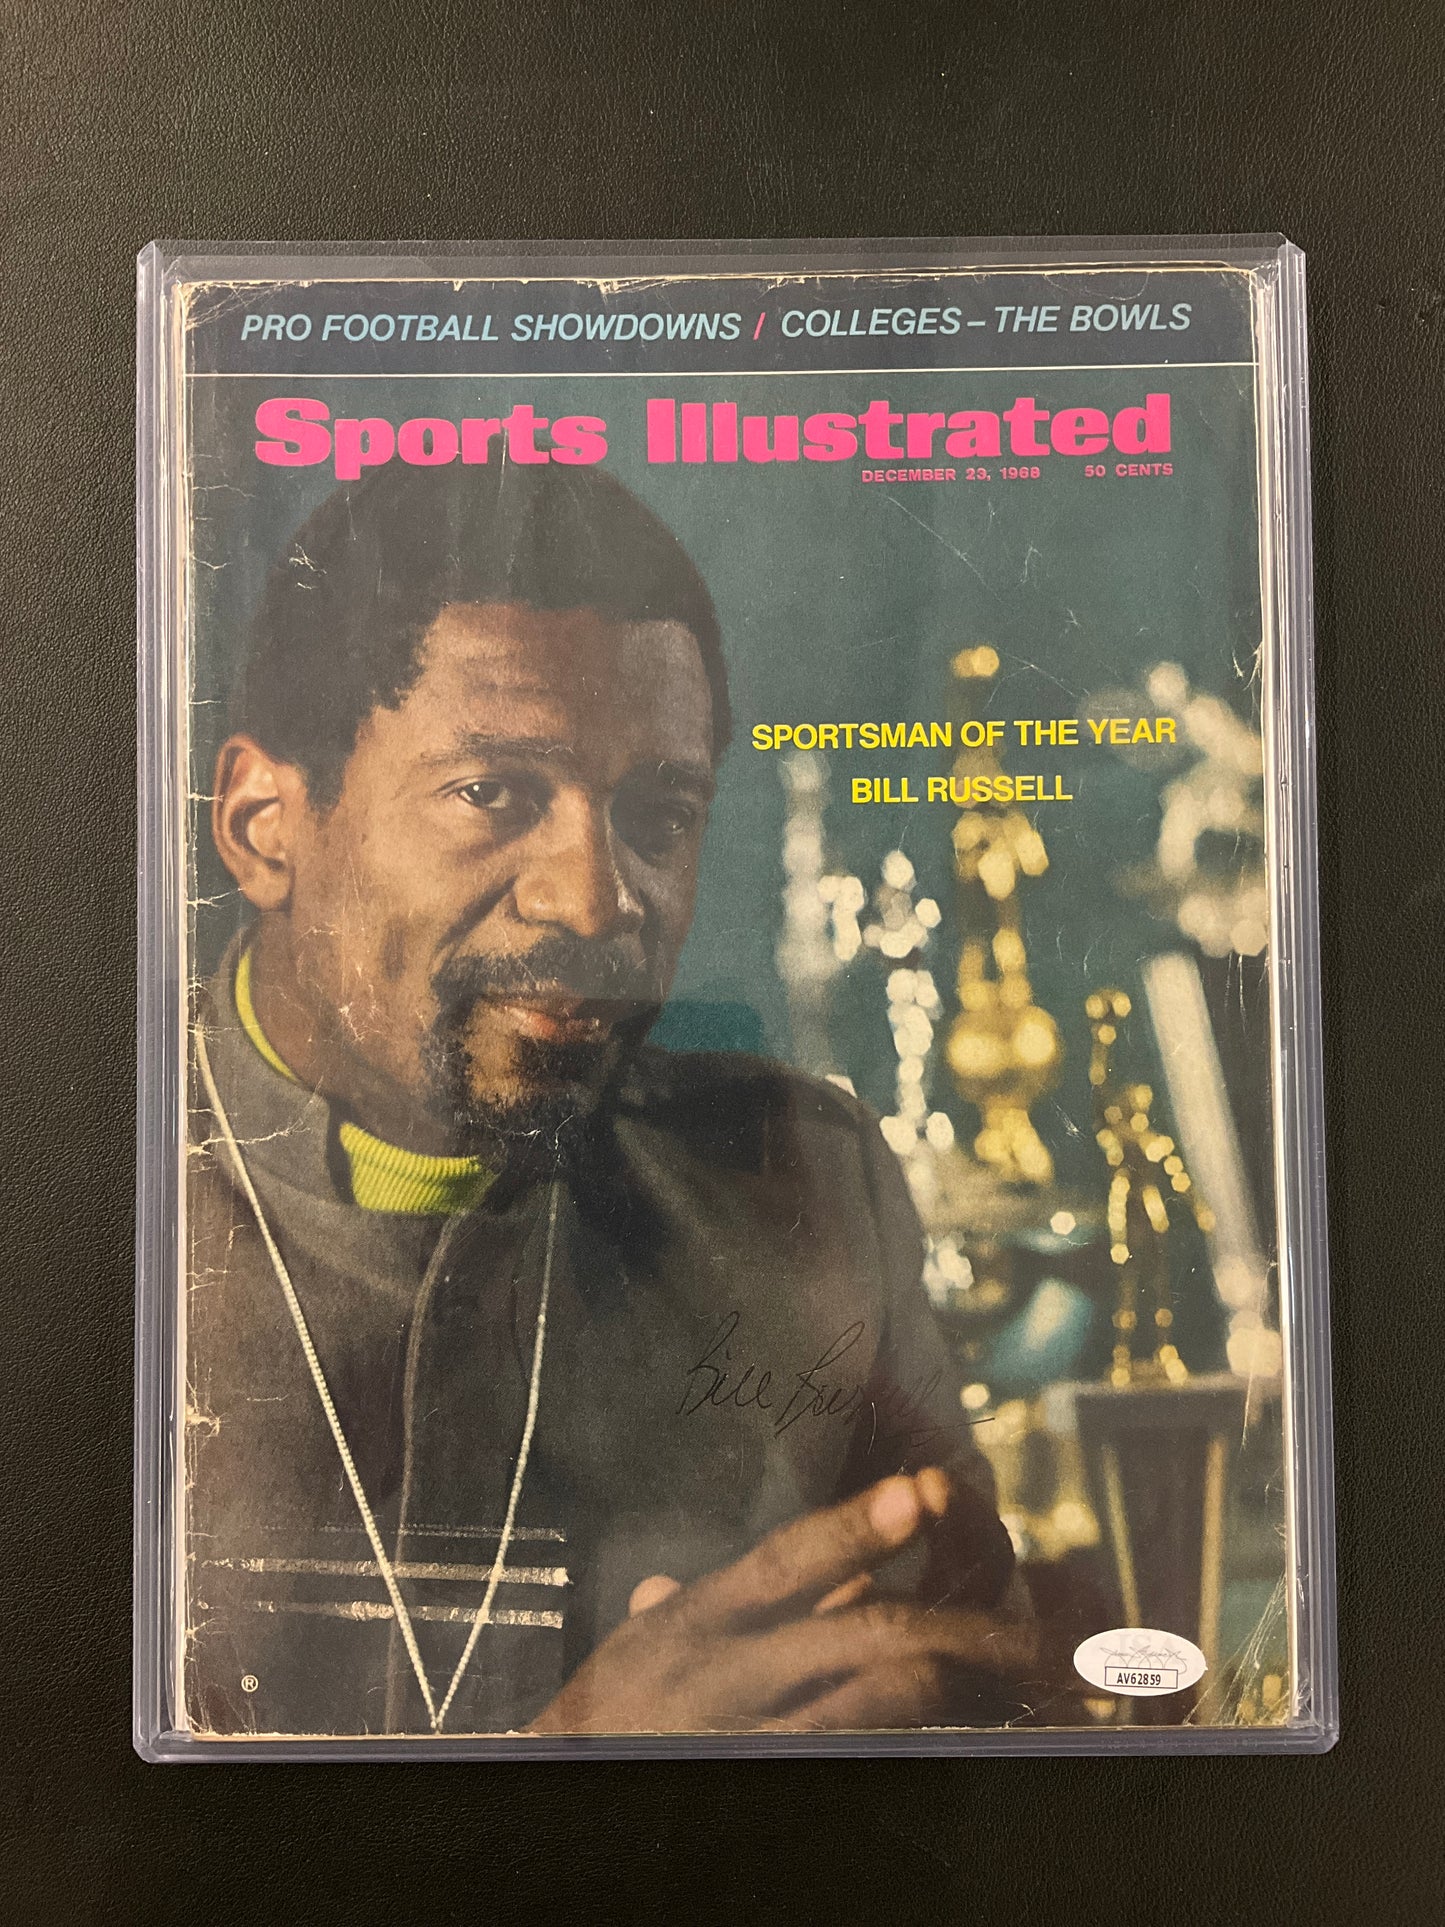 PRO FOOTBALL SHOWDOWNS / COLLEGES – THE BOWLS
Sports Illustrated
DECEMBER 23, 1968 50 CENTS
SPORTSMAN OF THE YEAR
BILL RUSSELL
Bill Russell
JSA
AV62859
®